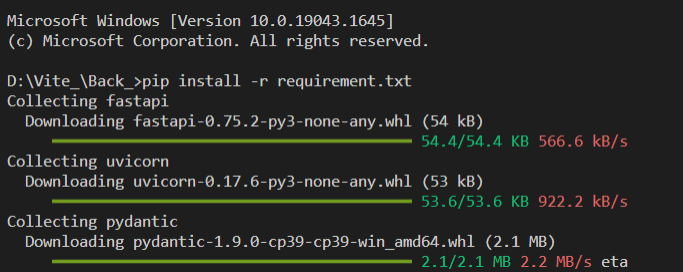 Microsoft Windows [Version 10.0.19043.1645]
(c) Microsoft Corporation. All rights reserved.
D:\Vite_\Back_>pip install -r requirement.txt
Collecting fastapi
Downloading fastapi-0.75.2-py3-none-any.whl (54 kB)
54.4/54.4 KB 566.6 kB/s
Collecting uvicorn
Downloading uvicorn-0.17.6-py3-none-any.whl (53 kB)
53.6/53.6 KB 922.2 kB/s
Collecting pydantic
Downloading pydantic-1.9.0-cp39-cp39-win_amd64.whl (2.1 MB)
2.1/2.1 MB 2.2 MB/s eta